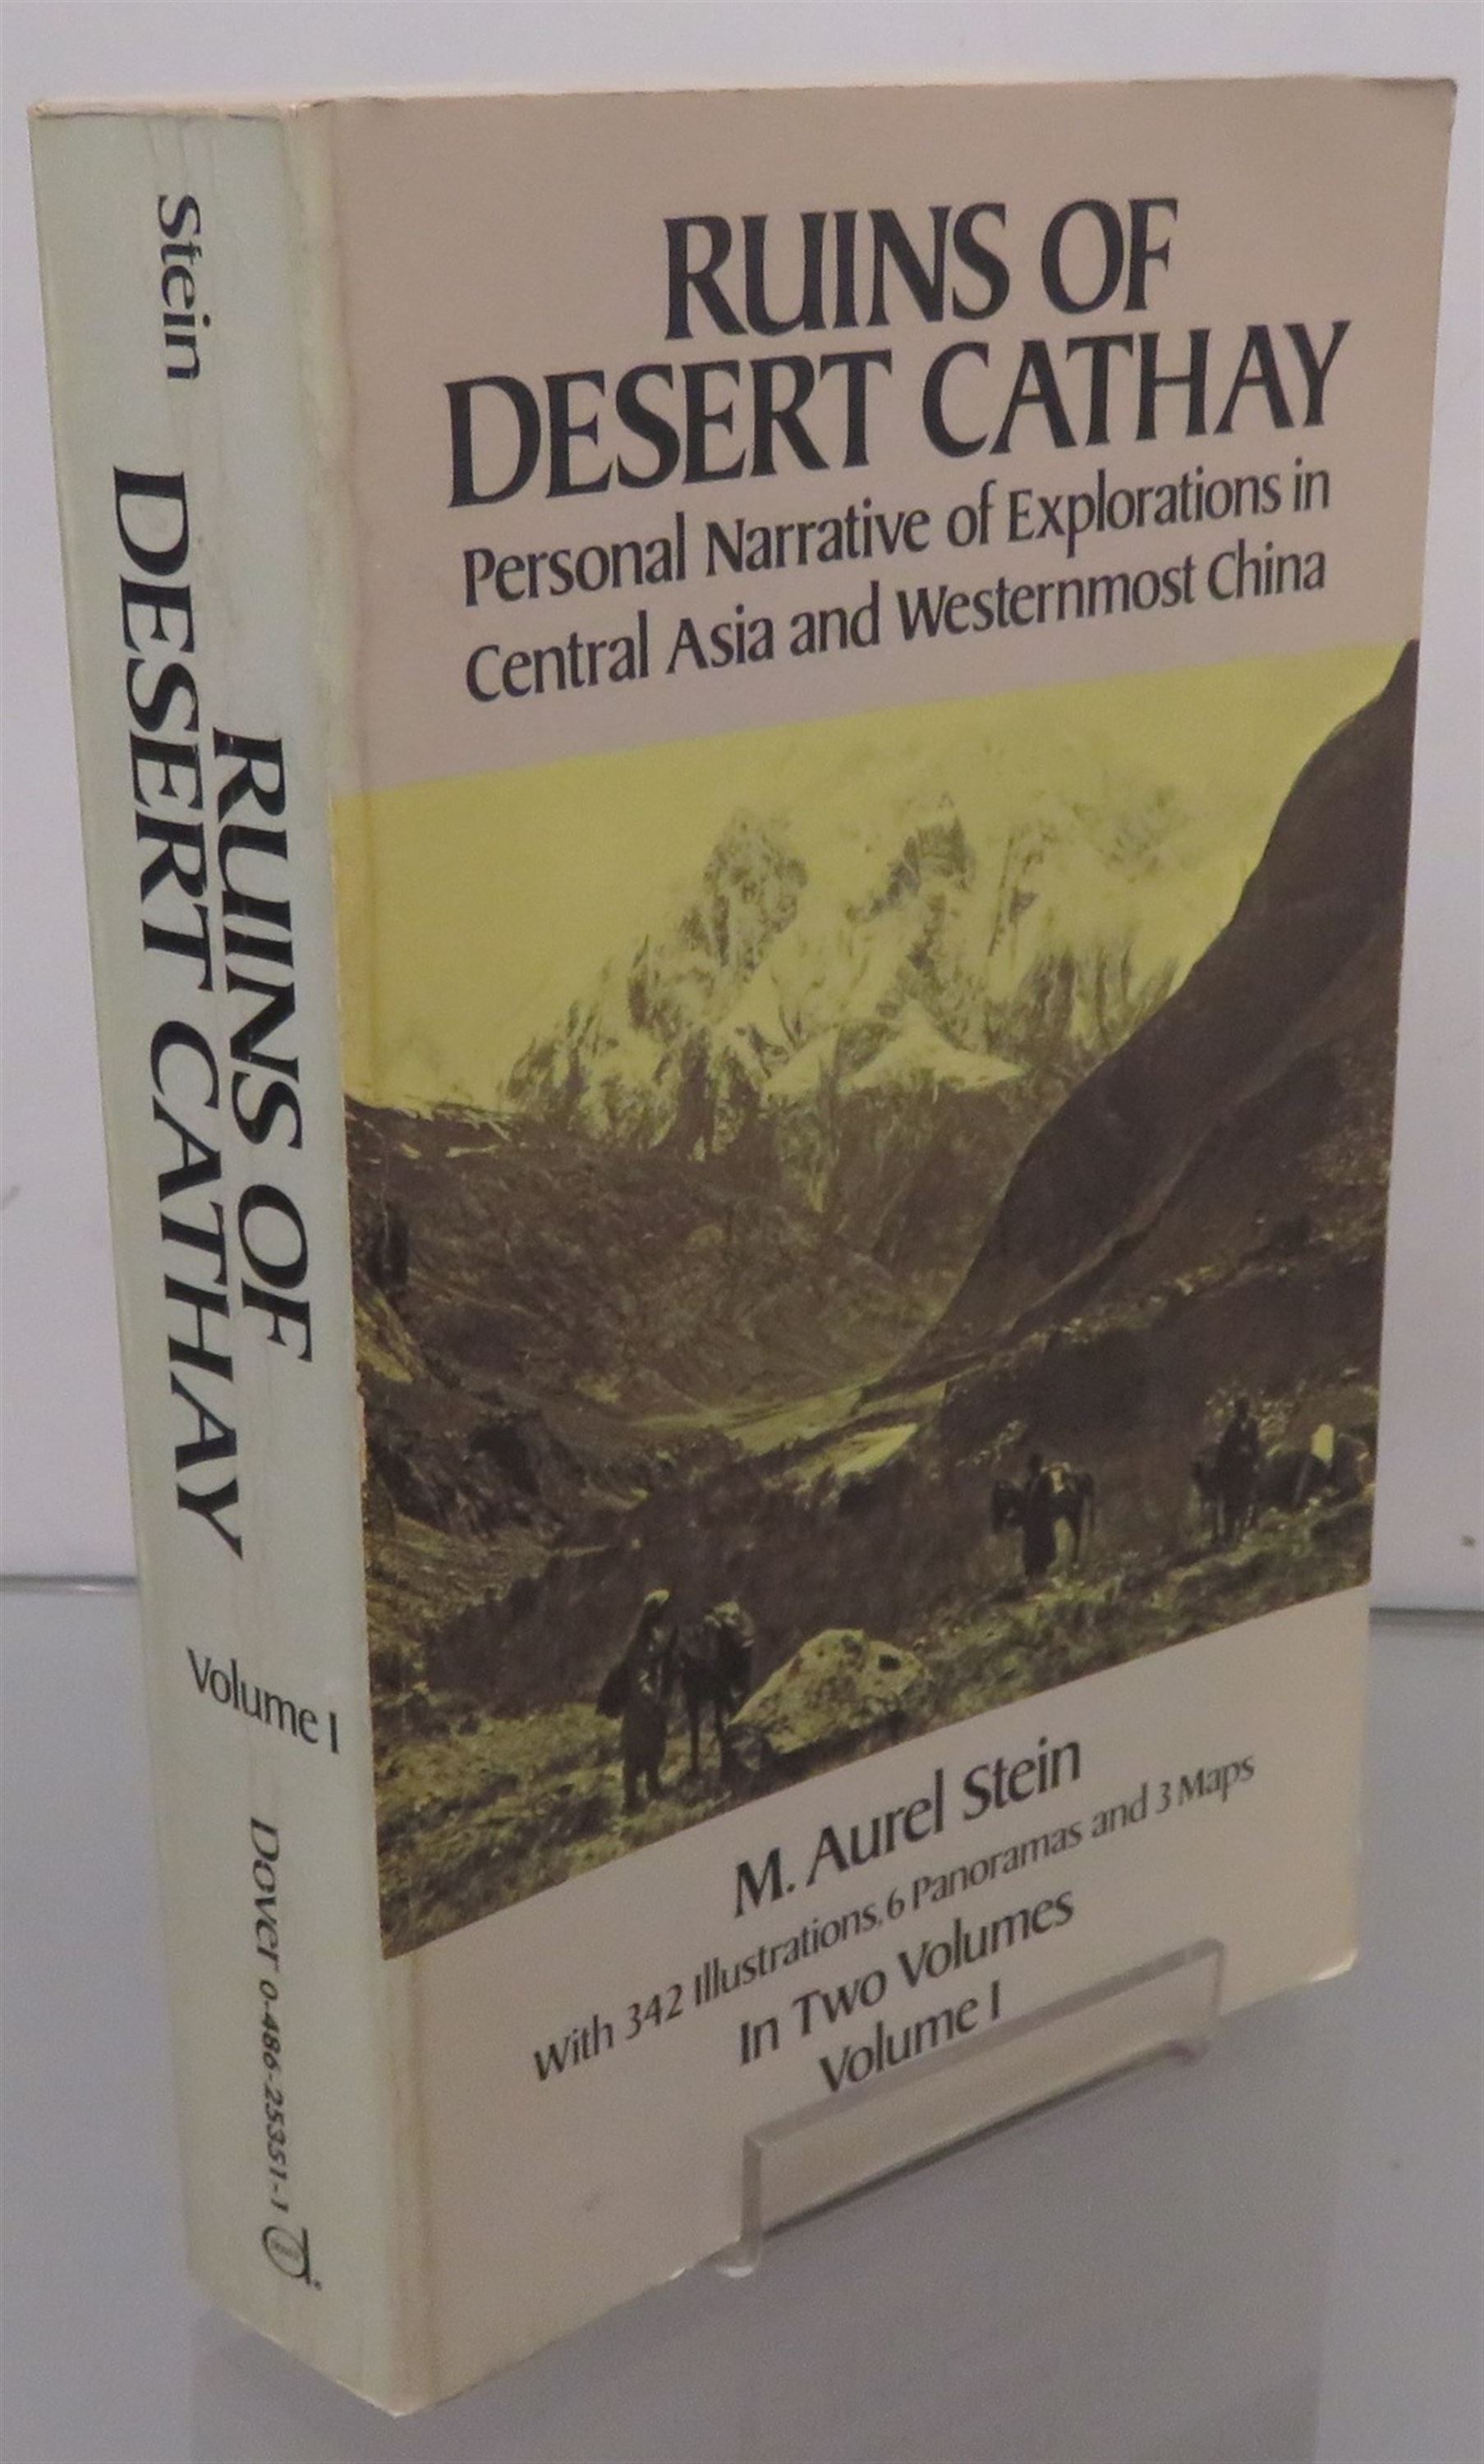 Stein
RUINS OF
DESERT CATHAY
Volume I
Dover 0-486-25351-1
RUINS OF
DESERT CATHAY
Personal Narrative of Explorations in
Central Asia and Westernmost China
M. Aurel Stein
With 342 Illustrations, 6 Panoramas and 3 Maps
In Two Volumes
Volume I